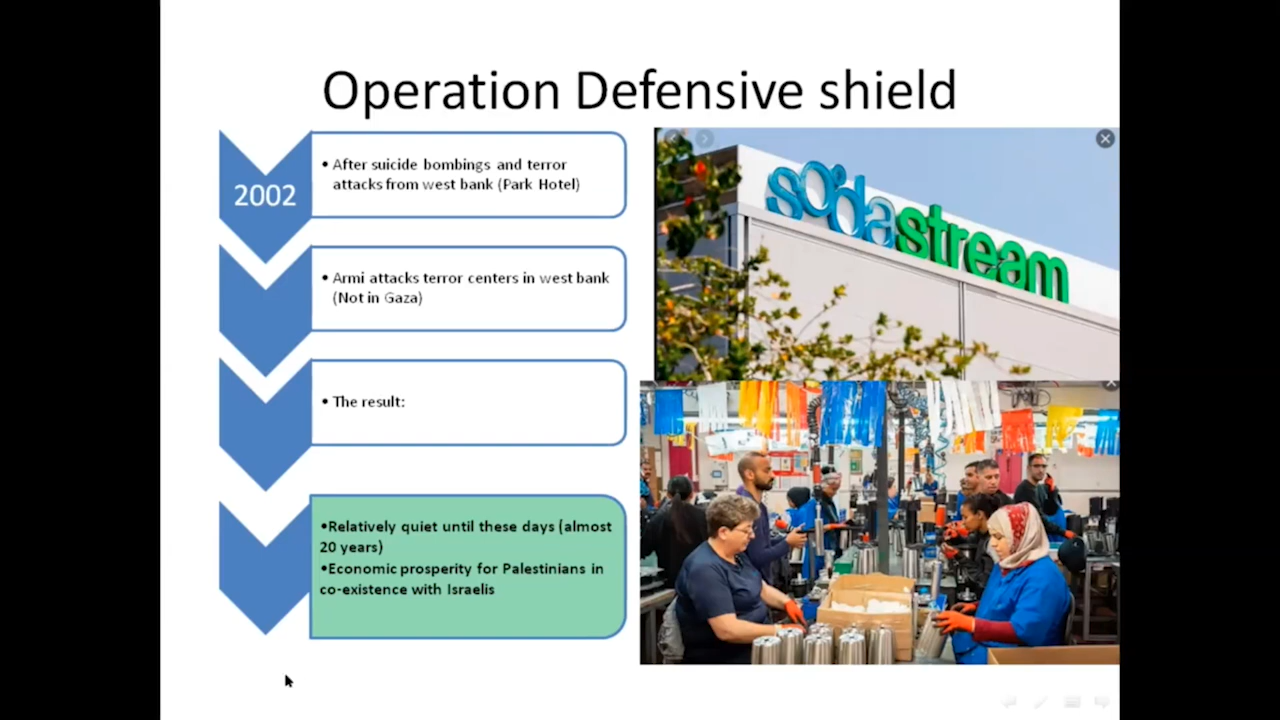 Operation Defensive shield
2002
• After suicide bombings and terror
attacks from west bank (Park Hotel)
• Armi attacks terror centers in west bank
(Not in Gaza)
• The result:
•Relatively quiet until these days (almost
20 years)
•Economic prosperity for Palestinians in
co-existence with Israelis
sodastream